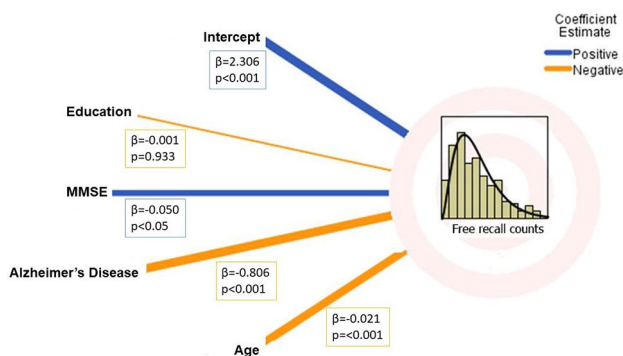 Coefficient
Estimate
Positive
Negative
Intercept
β=2.306
p<0.001
Education
β=-0.001
p=0.933
MMSE
β=-0.050
p<0.05
Alzheimer's Disease
β=-0.806
p<0.001
Age
β=-0.021
p=<0.001
Free recall counts